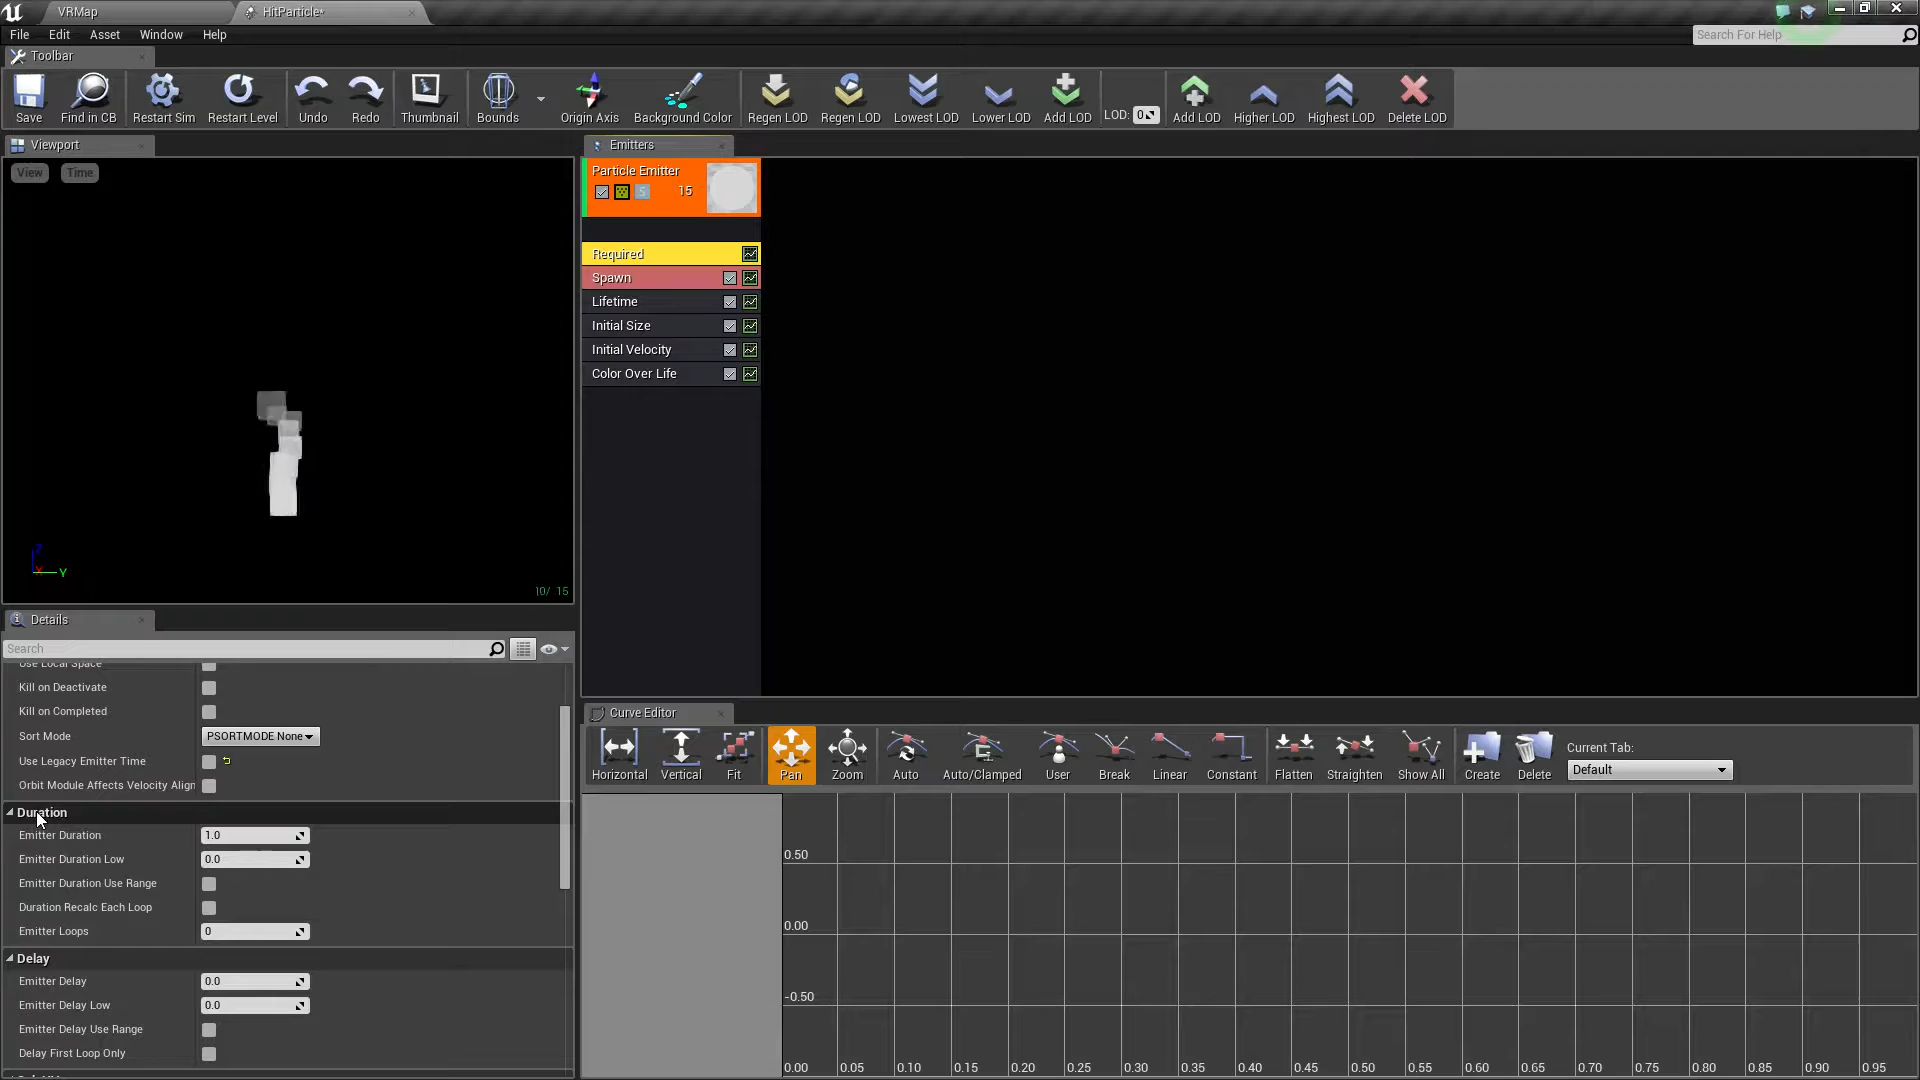 VRMap
HitParticle*
File Edit Asset Window Help
Search For Help
Toolbar
Save Find in CB Restart Sim Restart Level Undo Redo Thumbnail Bounds Origin Axis Background Color Regen LOD Regen LOD Lowest LOD Lower LOD Add LOD LOD: 0 Add LOD Higher LOD Highest LOD Delete LOD
Viewport
View Time
Z
X
Y
10/ 15
Emitters
Particle Emitter
S 15
Required
Spawn
Lifetime
Initial Size
Initial Velocity
Color Over Life
Details
Search
Use Local Space
Kill on Deactivate
Kill on Completed
Sort Mode PSORTMODE None
Use Legacy Emitter Time
Orbit Module Affects Velocity Align
Duration
Emitter Duration 1.0
Emitter Duration Low 0.0
Emitter Duration Use Range
Duration Recalc Each Loop
Emitter Loops 0
Delay
Emitter Delay 0.0
Emitter Delay Low 0.0
Emitter Delay Use Range
Delay First Loop Only
Curve Editor
Horizontal Vertical Fit Pan Zoom Auto Auto/Clamped User Break Linear Constant Flatten Straighten Show All Create Delete
Current Tab:
Default
0.50
0.00
-0.50
0.00 0.05 0.10 0.15 0.20 0.25 0.30 0.35 0.40 0.45 0.50 0.55 0.60 0.65 0.70 0.75 0.80 0.85 0.90 0.95